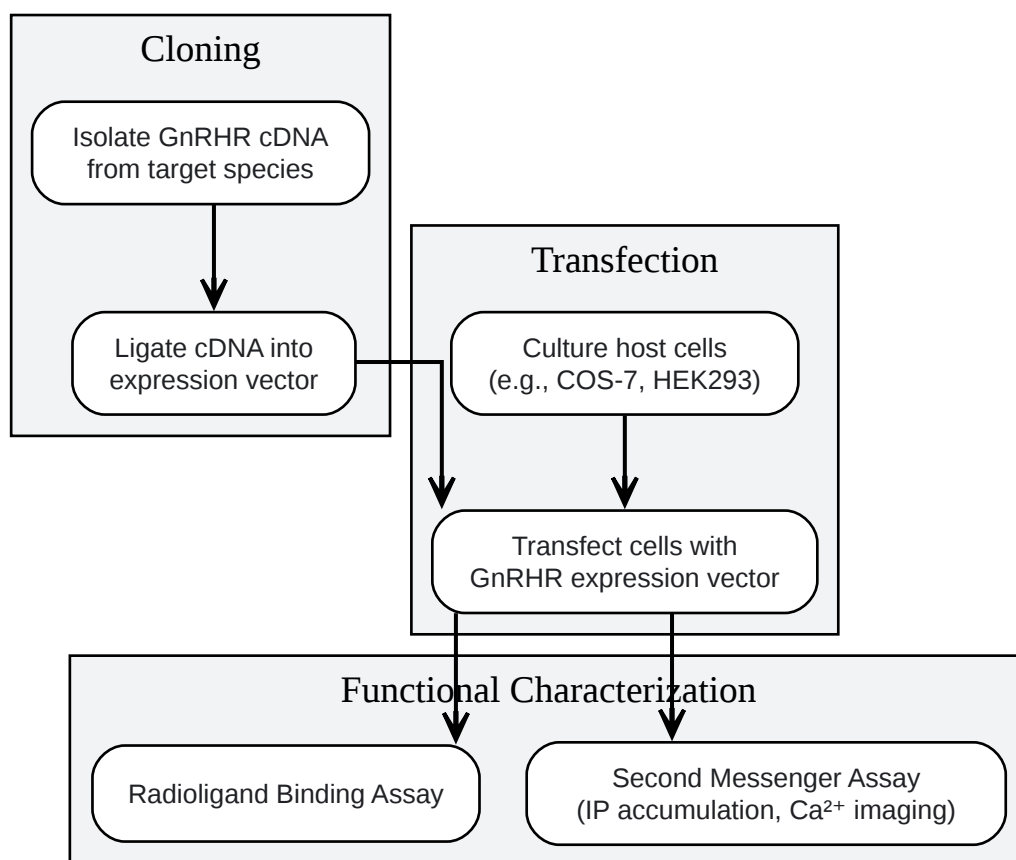 Cloning
Isolate GnRHR cDNA
from target species
Ligate cDNA into
expression vector
Transfection
Culture host cells
(e.g., COS-7, HEK293)
Transfect cells with
GnRHR expression vector
Functional Characterization
Radioligand Binding Assay
Second Messenger Assay
(IP accumulation, Ca²⁺ imaging)